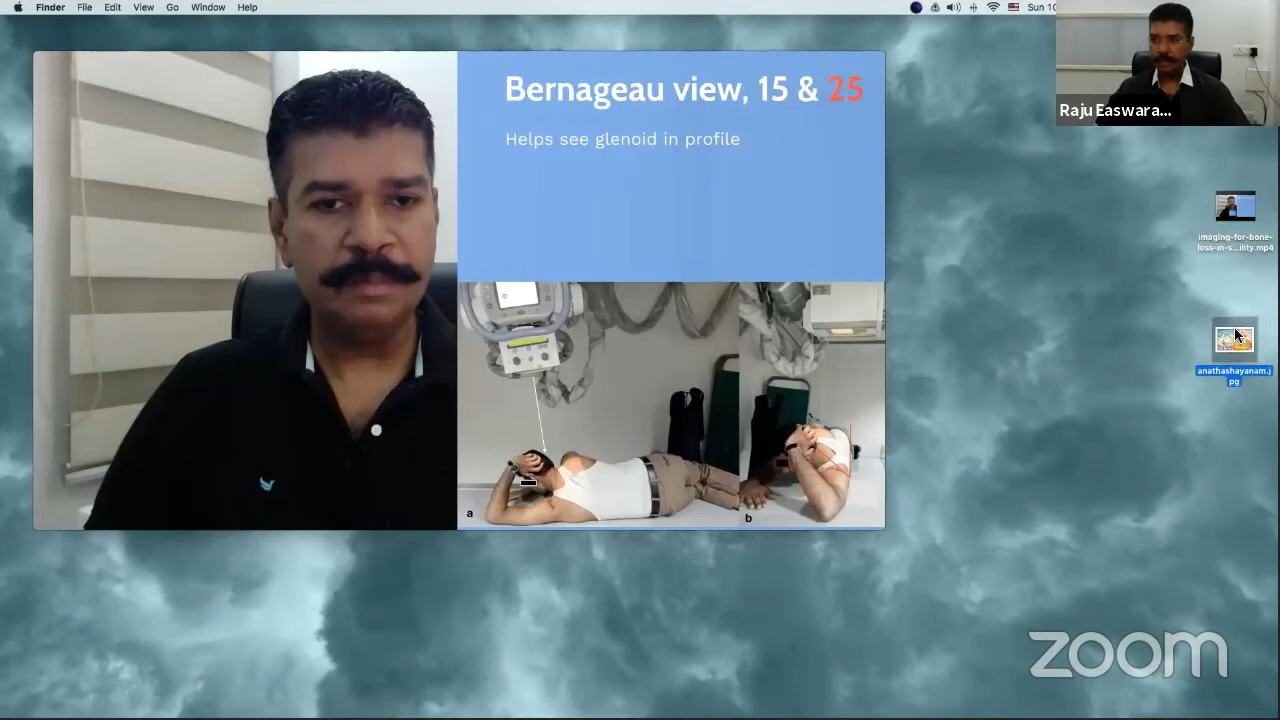 Finder File Edit View Go Window Help
Sun 10
Raju Easwara...
Bernageau view, 15 & 25
Helps see glenoid in profile
imaging-for-bone-
loss-in-s...ility.mp4
anathashayanam.j
pg
a
b
zoom